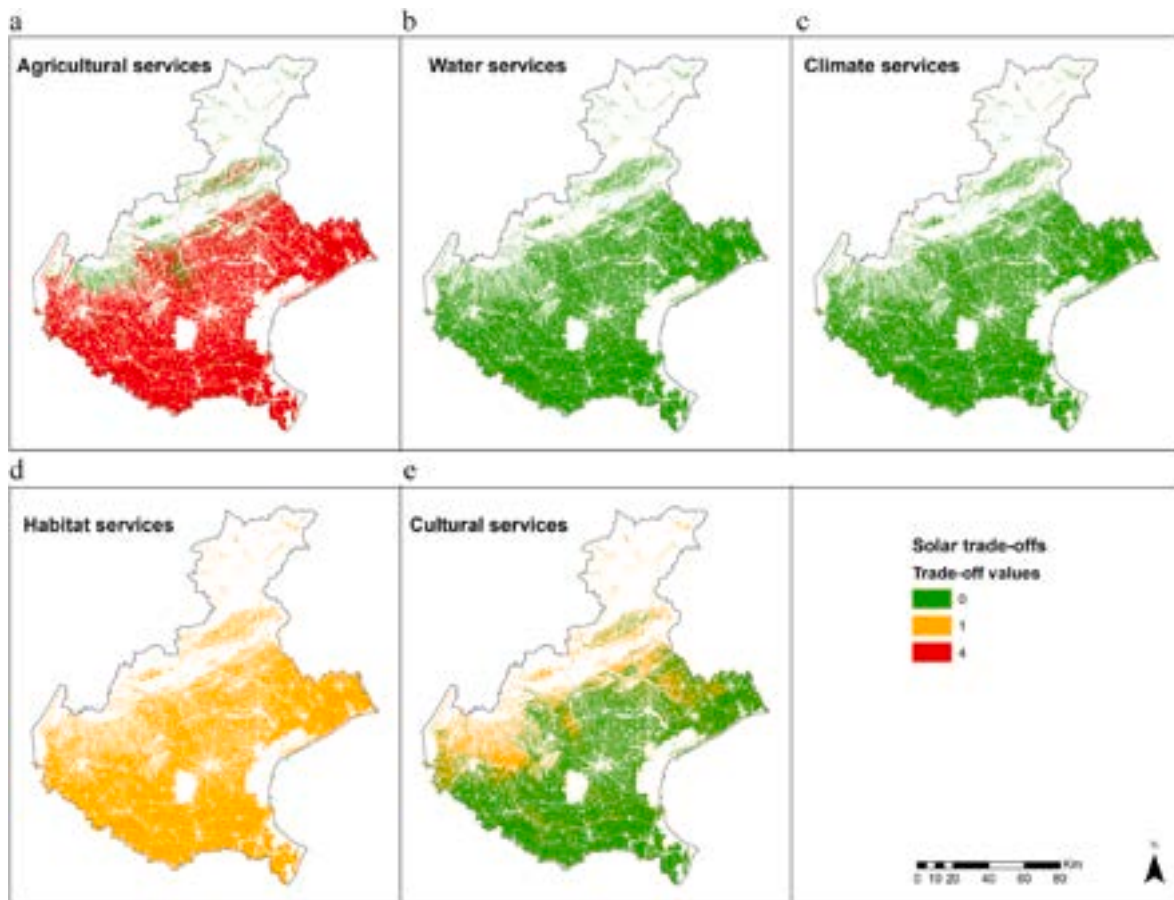 a
Agricultural services
b
Water services
c
Climate services
d
Habitat services
e
Cultural services
Solar trade-offs
Trade-off values
0
1
4
Km
0 10 20 40 60 80